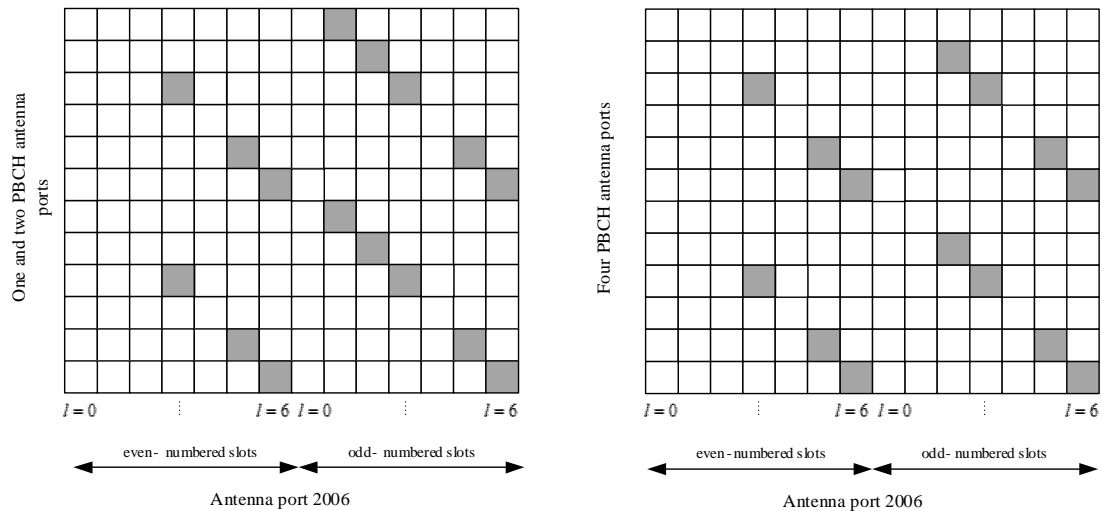 One and two PBCH antenna
ports
l = 0
⋮
l = 6
l = 0
⋮
l = 6
even- numbered slots
odd- numbered slots
Antenna port 2006
Four PBCH antenna ports
l = 0
⋮
l = 6
l = 0
⋮
l = 6
even-numbered slots
odd-numbered slots
Antenna port 2006